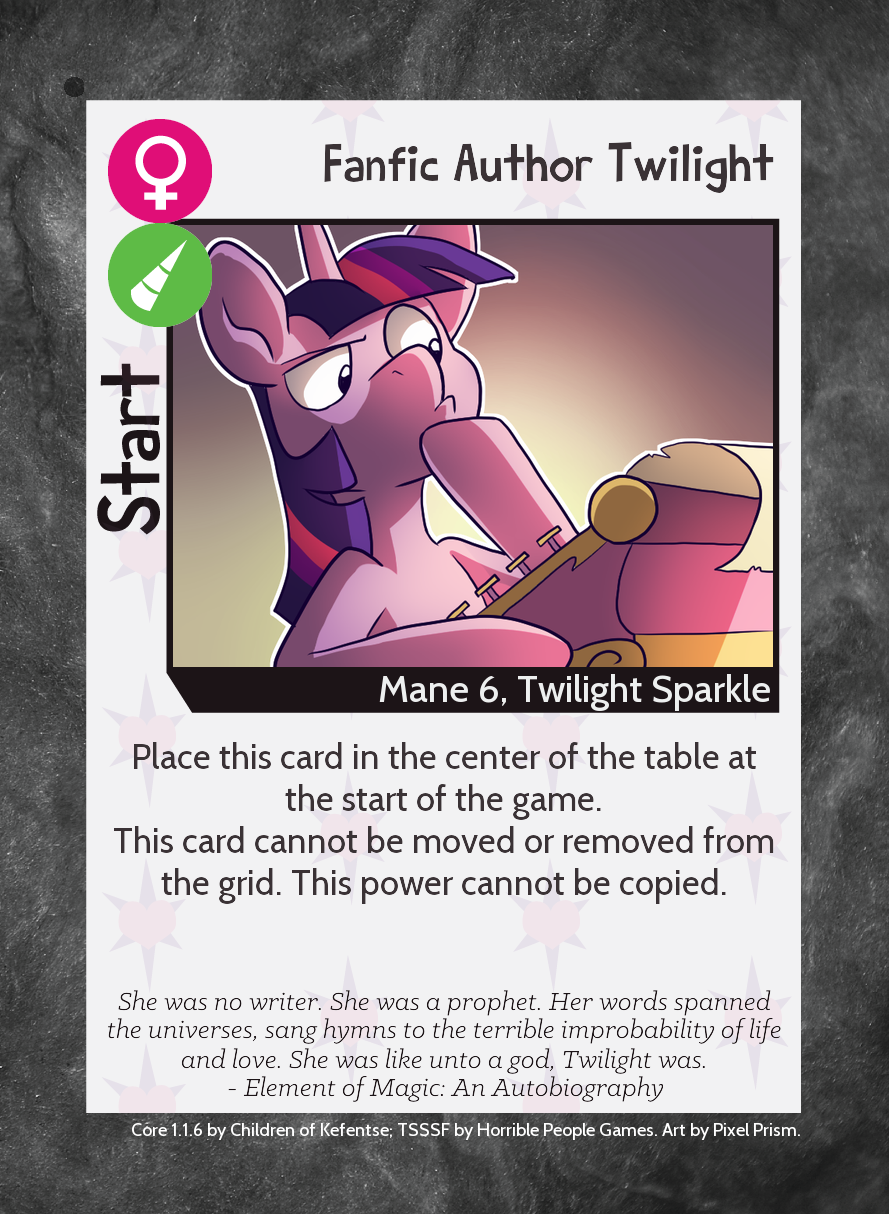 Fanfic Author Twilight
Start
Mane 6, Twilight Sparkle
Place this card in the center of the table at
the start of the game.
This card cannot be moved or removed from
the grid. This power cannot be copied.
She was no writer. She was a prophet. Her words spanned
the universes, sang hymns to the terrible improbability of life
and love. She was like unto a god, Twilight was.
- Element of Magic: An Autobiography
Core 1.1.6 by Children of Kefentse; TSSSF by Horrible People Games. Art by Pixel Prism.